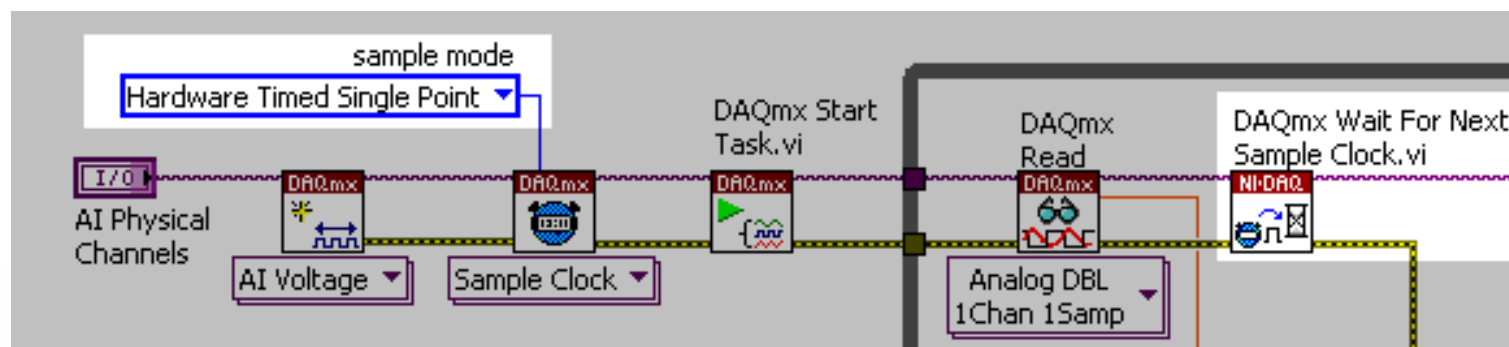 sample mode
Hardware Timed Single Point
DAQmx Start
Task.vi
DAQmx
Read
DAQmx Wait For Next
Sample Clock.vi
I/O
DAQmx
DAQmx
DAQmx
DAQmx
NI-DAQ
AI Physical
Channels
AI Voltage
Sample Clock
Analog DBL
1Chan 1Samp